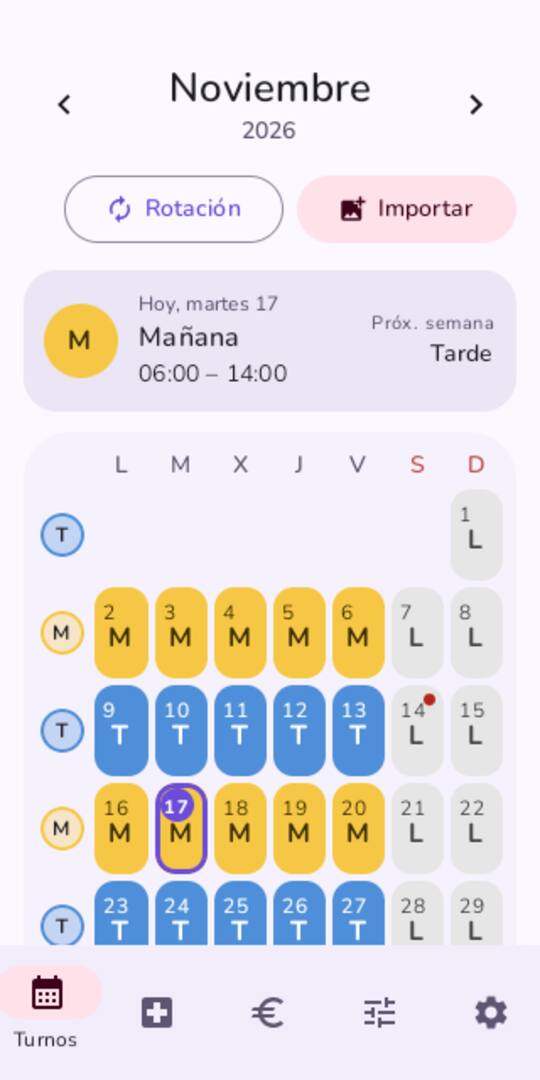 Noviembre
2026
Rotación
Importar
Hoy, martes 17
Mañana
06:00 – 14:00
Próx. semana
Tarde
M
L M X J V S D
T 1 L
M 2 M 3 M 4 M 5 M 6 M 7 L 8 L
T 9 T 10 T 11 T 12 T 13 T 14 L 15 L
M 16 M 17 M 18 M 19 M 20 M 21 L 22 L
T 23 T 24 T 25 T 26 T 27 T 28 L 29 L
Turnos